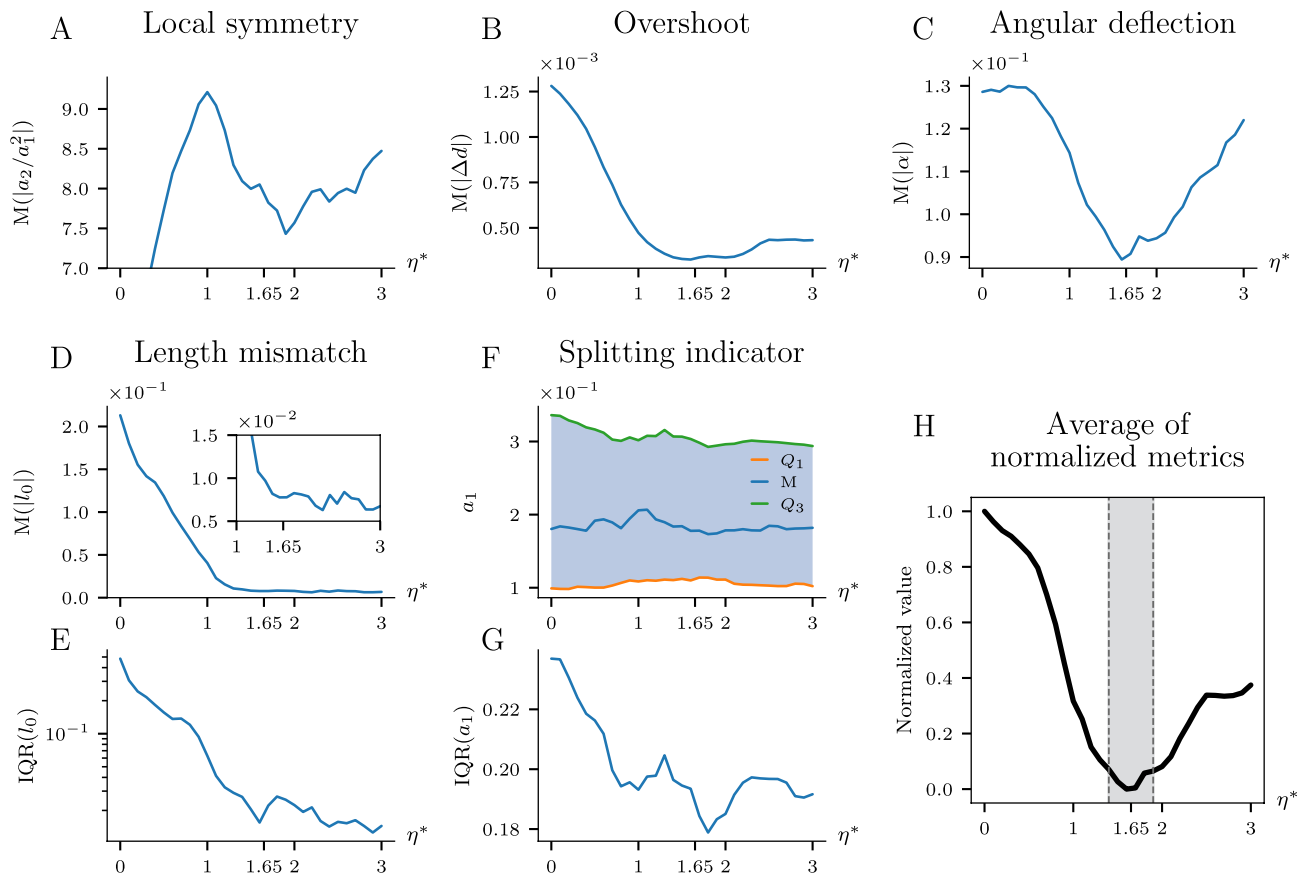 A
Local symmetry
M(|a₂/a₁²|)
9.0
8.5
8.0
7.5
7.0
0
1
1.65
2
3
η*
B
Overshoot
×10⁻³
M(|Δd|)
1.25
1.00
0.75
0.50
0
1
1.65
2
3
η*
C
Angular deflection
×10⁻¹
M(|α|)
1.3
1.2
1.1
1.0
0.9
0
1
1.65
2
3
η*
D
Length mismatch
×10⁻¹
M(|l₀|)
2.0
1.5
1.0
0.5
0.0
×10⁻²
1.5
1.0
0.5
1
1.65
3
0
1
1.65
2
3
η*
F
Splitting indicator
×10⁻¹
a₁
3
2
1
Q₁
M
Q₃
0
1
1.65
2
3
η*
E
IQR(l₀)
10⁻¹
0
1
1.65
2
3
η*
G
IQR(a₁)
0.22
0.20
0.18
0
1
1.65
2
3
η*
H
Average of
normalized metrics
Normalized value
1.0
0.8
0.6
0.4
0.2
0.0
0
1
1.65
2
3
η*